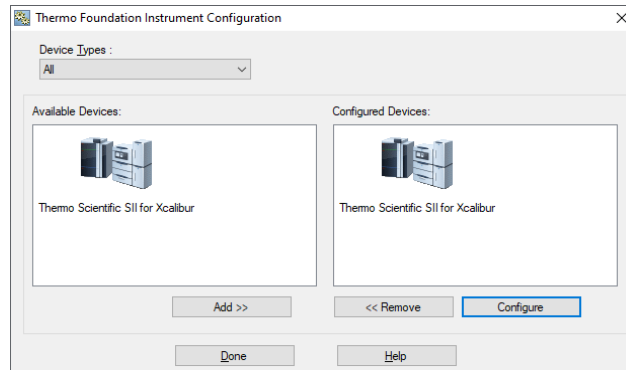 Thermo Foundation Instrument Configuration
Device Types :
All
Available Devices:
Configured Devices:
Thermo Scientific SII for Xcalibur
Thermo Scientific SII for Xcalibur
Add >>
<< Remove
Configure
Done
Help